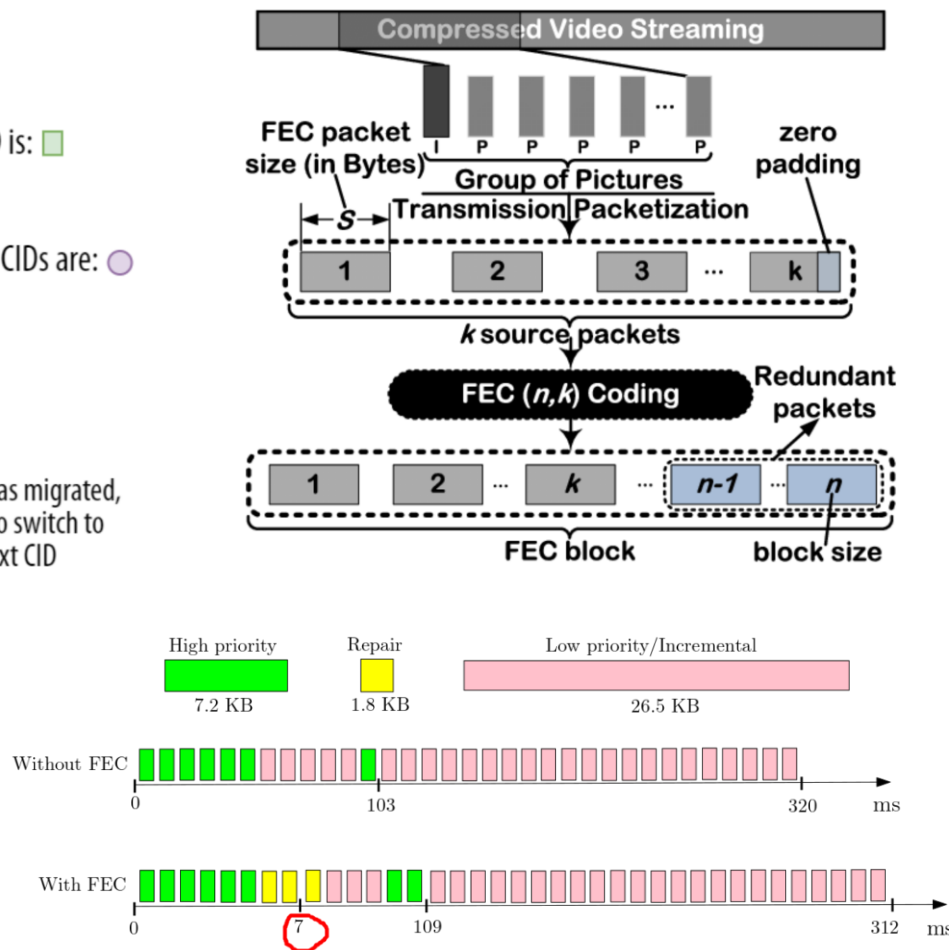 Compressed Video Streaming
I P P P P ... P
FEC packet
size (in Bytes)
zero
padding
is:
Group of Pictures
Transmission Packetization
S
CIDs are:
1 2 3 ... k
k source packets
FEC (n,k) Coding
Redundant
packets
1 2 ... k ... n-1 ... n
as migrated,
o switch to
xt CID
FEC block
block size
High priority
Repair
Low priority/Incremental
7.2 KB
1.8 KB
26.5 KB
Without FEC
0 103 320 ms
With FEC
0 7 109 312 ms